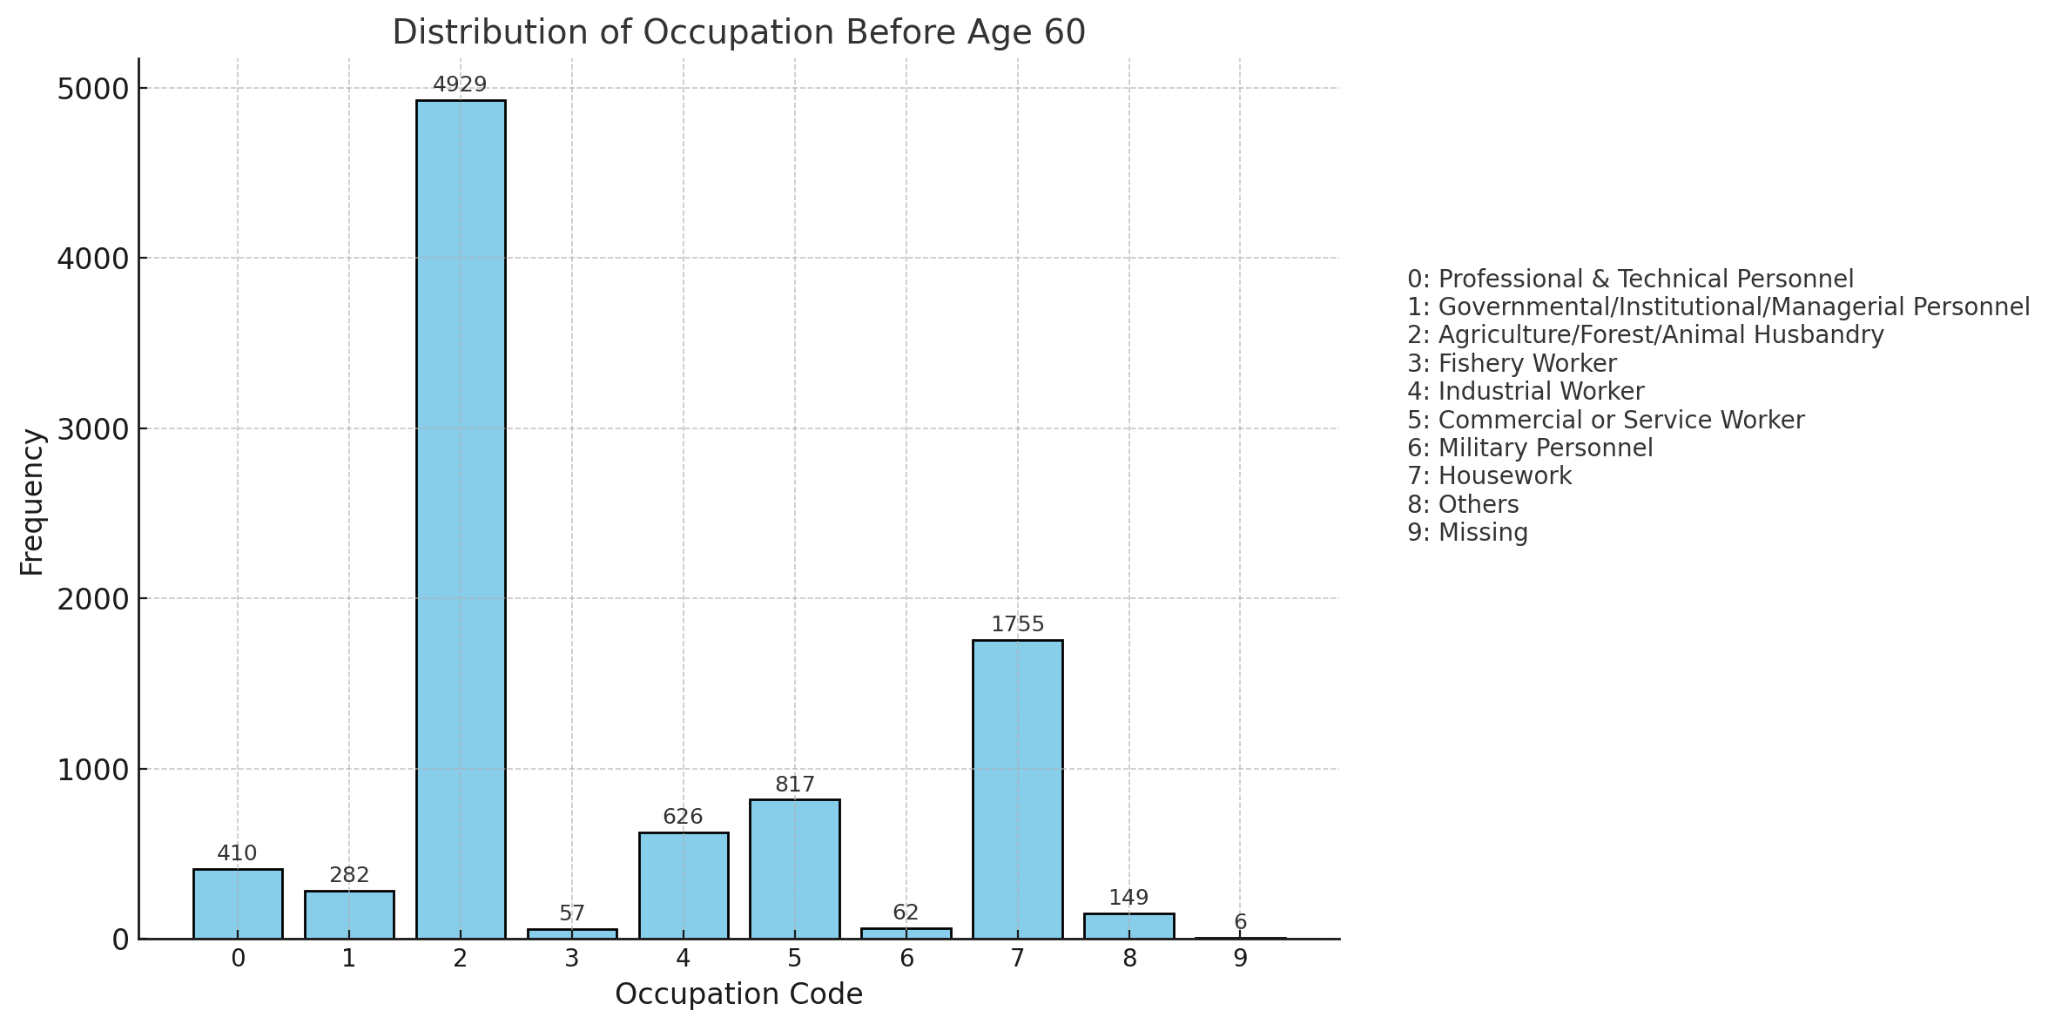 Distribution of Occupation Before Age 60
5000
4000
3000
2000
1000
0
Frequency
410
282
4929
57
626
817
62
1755
149
6
0 1 2 3 4 5 6 7 8 9
Occupation Code
0: Professional & Technical Personnel
1: Governmental/Institutional/Managerial Personnel
2: Agriculture/Forest/Animal Husbandry
3: Fishery Worker
4: Industrial Worker
5: Commercial or Service Worker
6: Military Personnel
7: Housework
8: Others
9: Missing